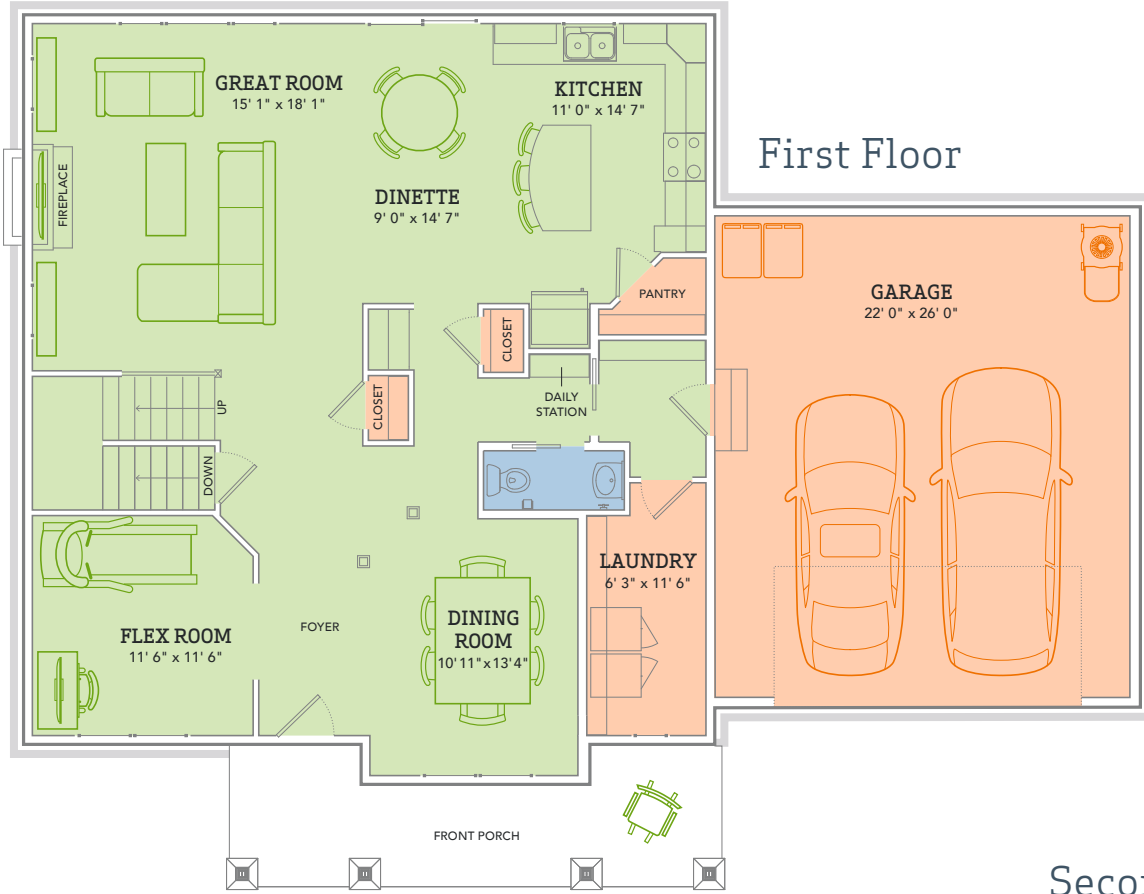 GREAT ROOM
15' 1" x 18' 1"
KITCHEN
11' 0" x 14' 7"
First Floor
FIREPLACE
DINETTE
9' 0" x 14' 7"
PANTRY
GARAGE
22' 0" x 26' 0"
CLOSET
CLOSET
DAILY
STATION
UP
DOWN
LAUNDRY
6' 3" x 11' 6"
DINING
ROOM
10' 11" x 13' 4"
FOYER
FLEX ROOM
11' 6" x 11' 6"
FRONT PORCH